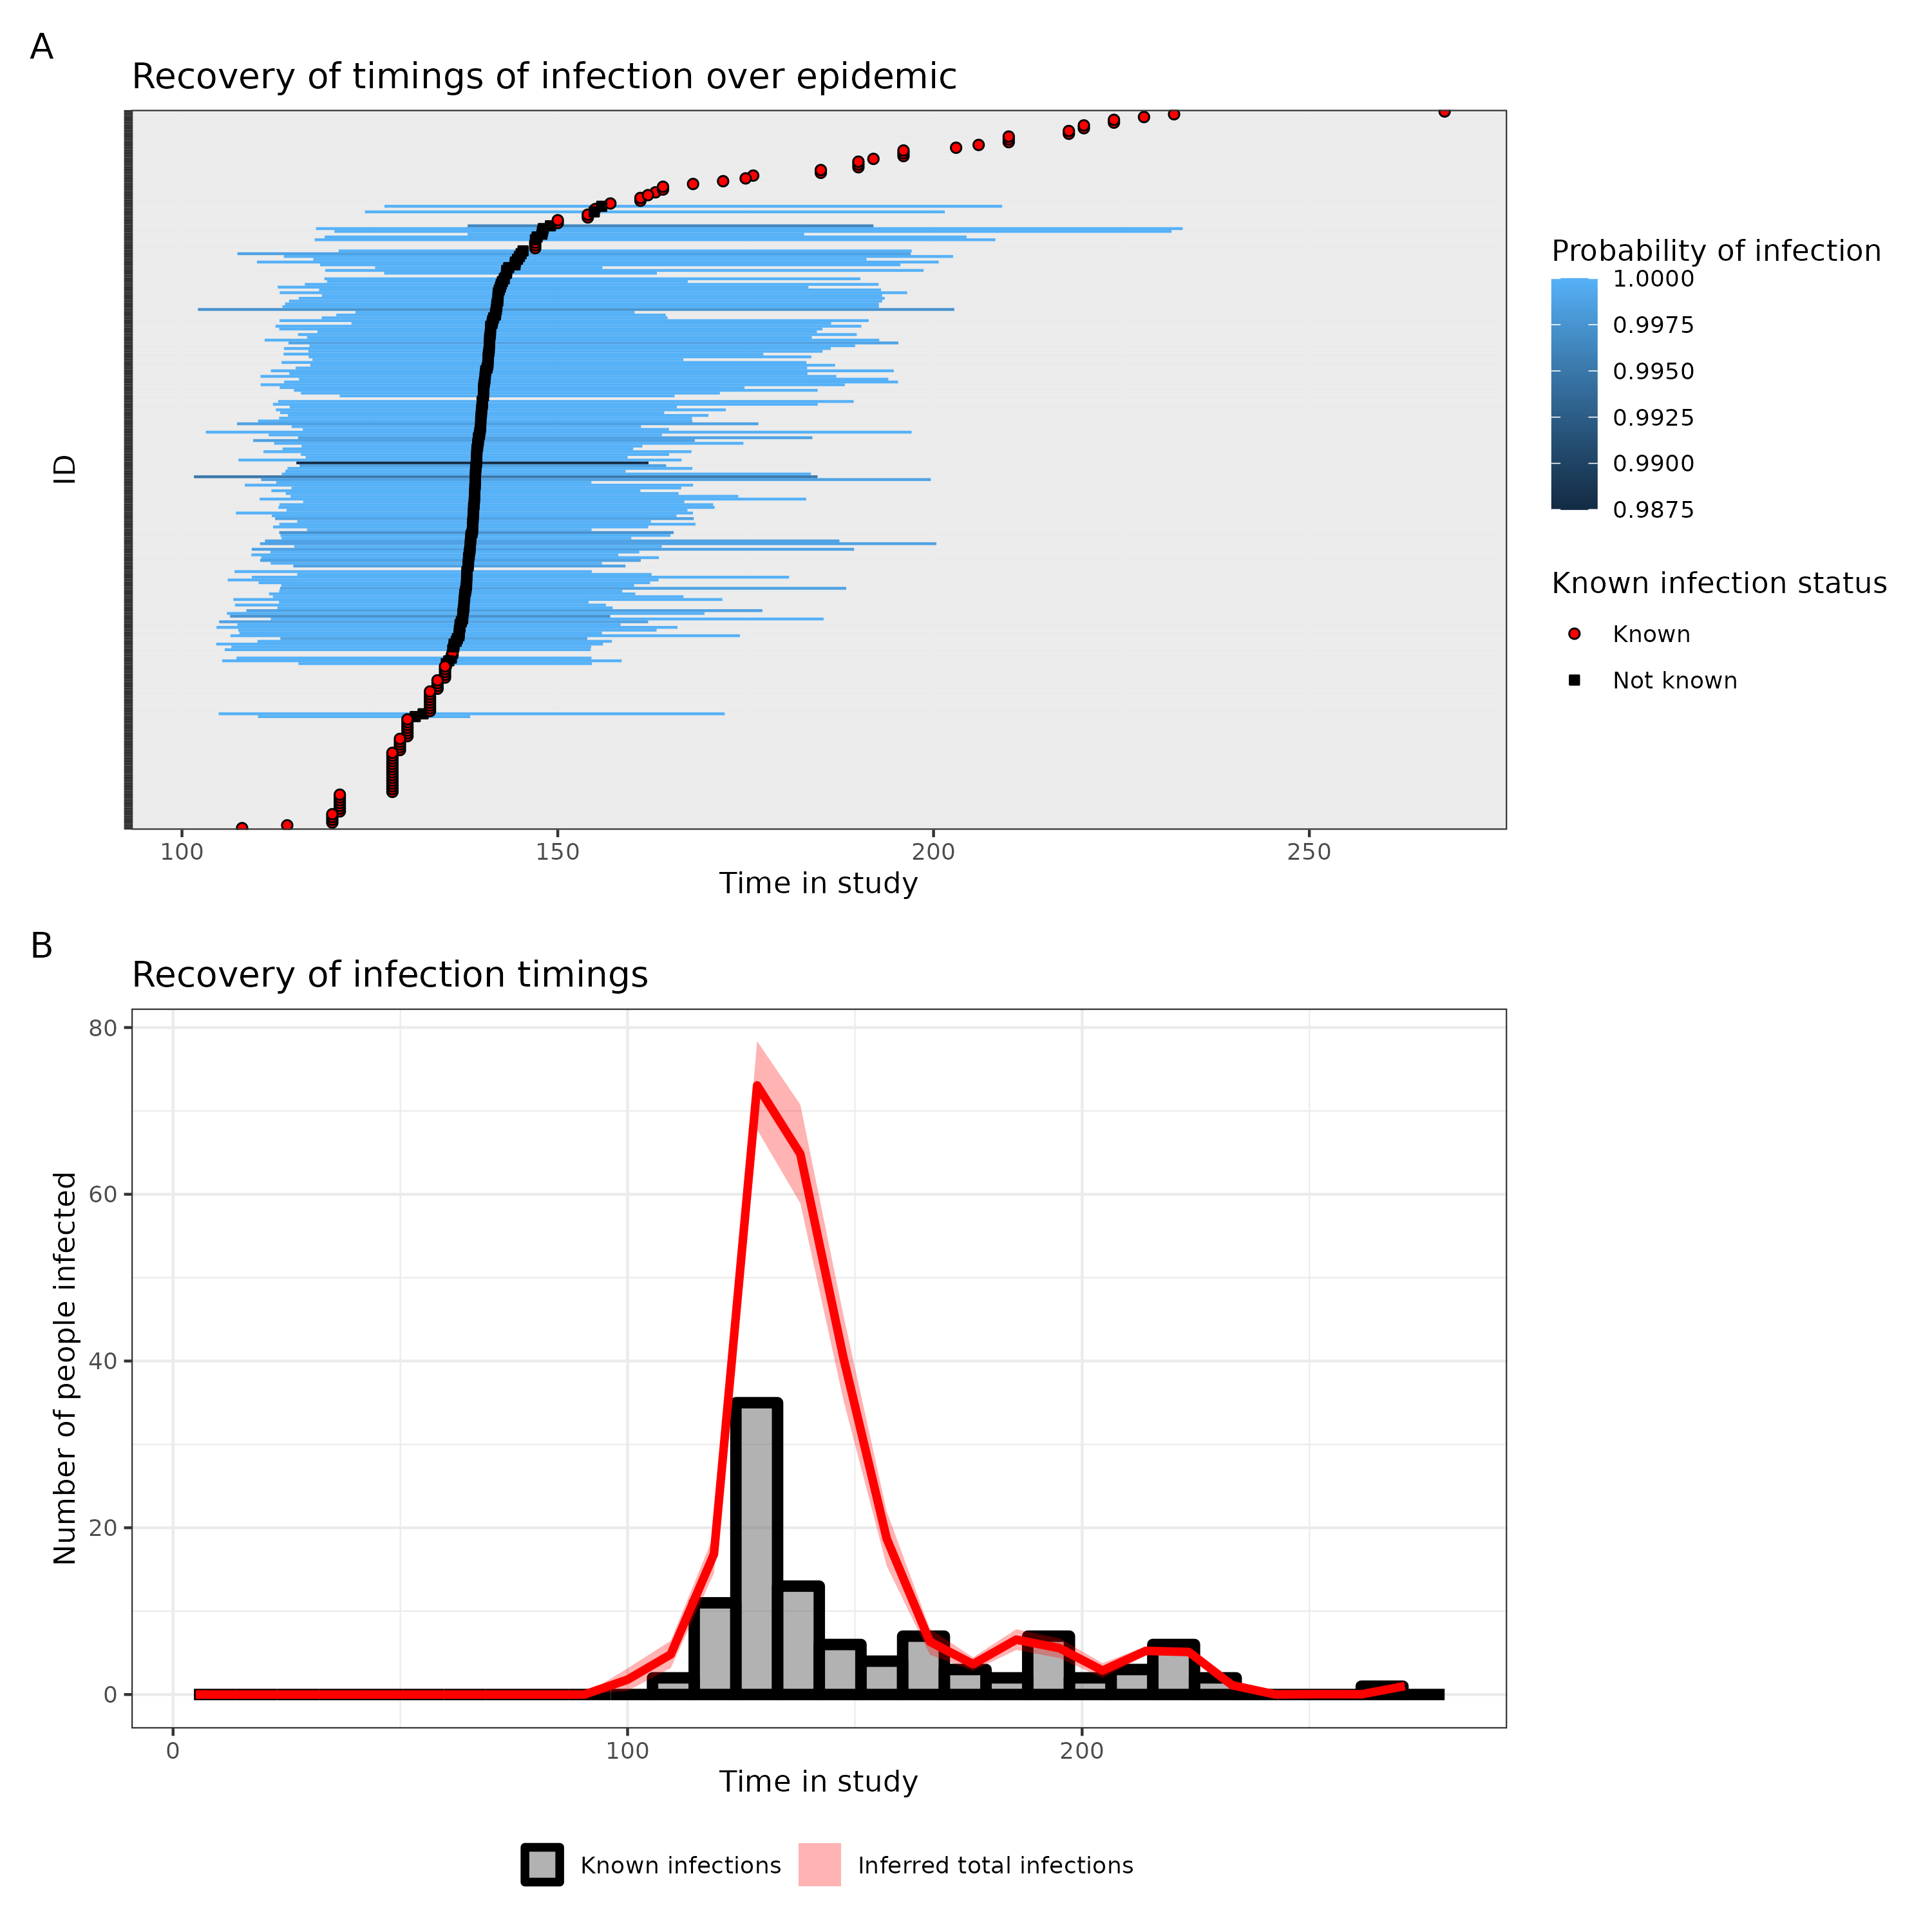 A
Recovery of timings of infection over epidemic
ID
100 150 200 250
Time in study
Probability of infection
1.0000
0.9975
0.9950
0.9925
0.9900
0.9875
Known infection status
Known
Not known
B
Recovery of infection timings
Number of people infected
80
60
40
20
0
0 100 200
Time in study
Known infections Inferred total infections